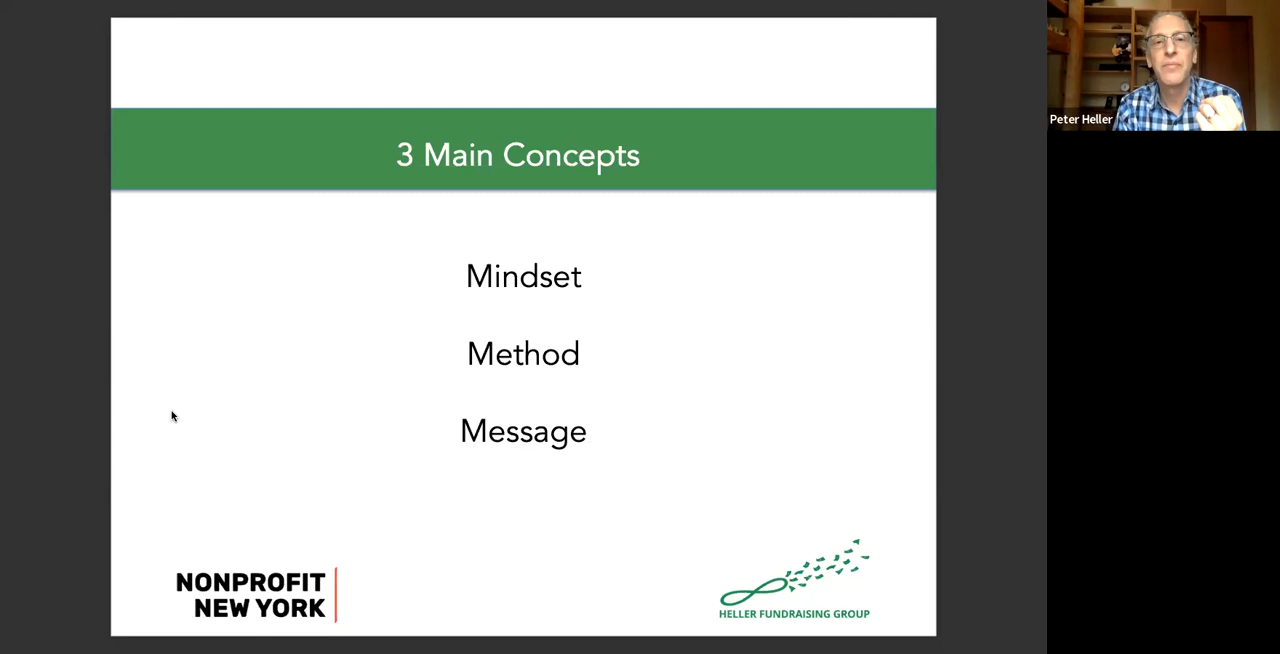 3 Main Concepts
Mindset
Method
Message
NONPROFIT
NEW YORK
HELLER FUNDRAISING GROUP
Peter Heller